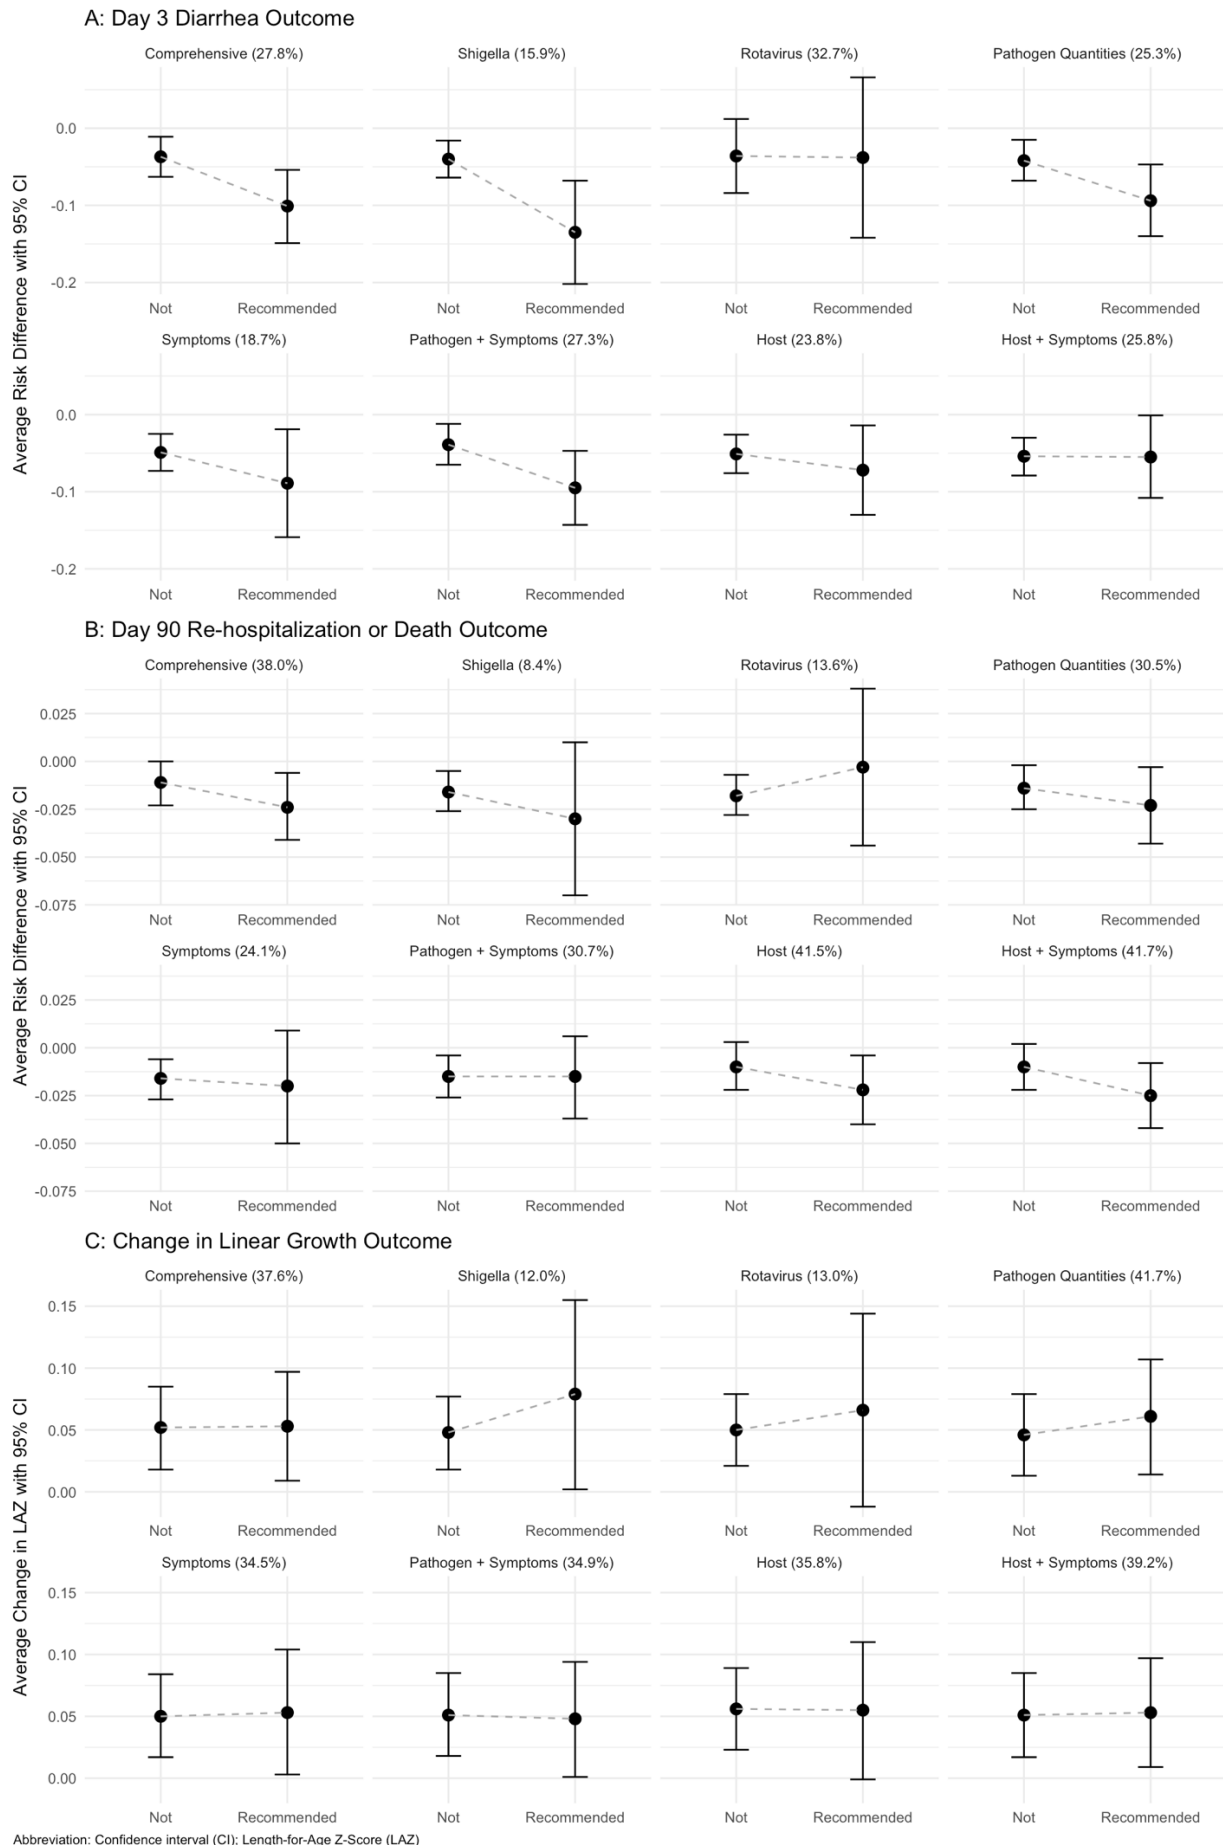 A: Day 3 Diarrhea Outcome
Average Risk Difference with 95% CI
Comprehensive (27.8%) Shigella (15.9%) Rotavirus (32.7%) Pathogen Quantities (25.3%)
0.0
-0.1
-0.2
Not Recommended Not Recommended Not Recommended Not Recommended
Symptoms (18.7%) Pathogen + Symptoms (27.3%) Host (23.8%) Host + Symptoms (25.8%)
0.0
-0.1
-0.2
Not Recommended Not Recommended Not Recommended Not Recommended
B: Day 90 Re-hospitalization or Death Outcome
Average Risk Difference with 95% CI
Comprehensive (38.0%) Shigella (8.4%) Rotavirus (13.6%) Pathogen Quantities (30.5%)
0.025
0.000
-0.025
-0.050
-0.075
Not Recommended Not Recommended Not Recommended Not Recommended
Symptoms (24.1%) Pathogen + Symptoms (30.7%) Host (41.5%) Host + Symptoms (41.7%)
0.025
0.000
-0.025
-0.050
-0.075
Not Recommended Not Recommended Not Recommended Not Recommended
C: Change in Linear Growth Outcome
Average Change in LAZ with 95% CI
Comprehensive (37.6%) Shigella (12.0%) Rotavirus (13.0%) Pathogen Quantities (41.7%)
0.15
0.10
0.05
0.00
Not Recommended Not Recommended Not Recommended Not Recommended
Symptoms (34.5%) Pathogen + Symptoms (34.9%) Host (35.8%) Host + Symptoms (39.2%)
0.15
0.10
0.05
0.00
Not Recommended Not Recommended Not Recommended Not Recommended
Abbreviation: Confidence interval (CI); Length-for-Age Z-Score (LAZ)